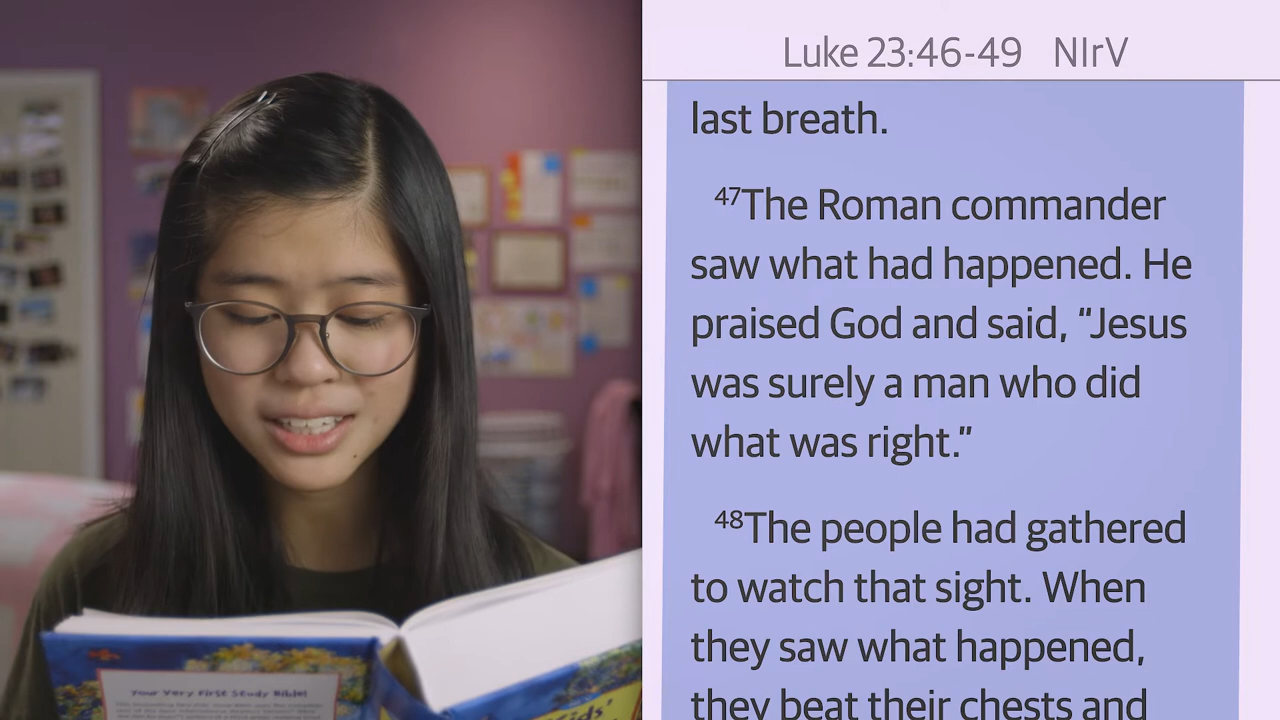 Luke 23:46-49 NIrV
last breath.
47The Roman commander
saw what had happened. He
praised God and said, “Jesus
was surely a man who did
what was right.”
48The people had gathered
to watch that sight. When
they saw what happened,
they beat their chests and
Your Very First Study Bible!
Kids'